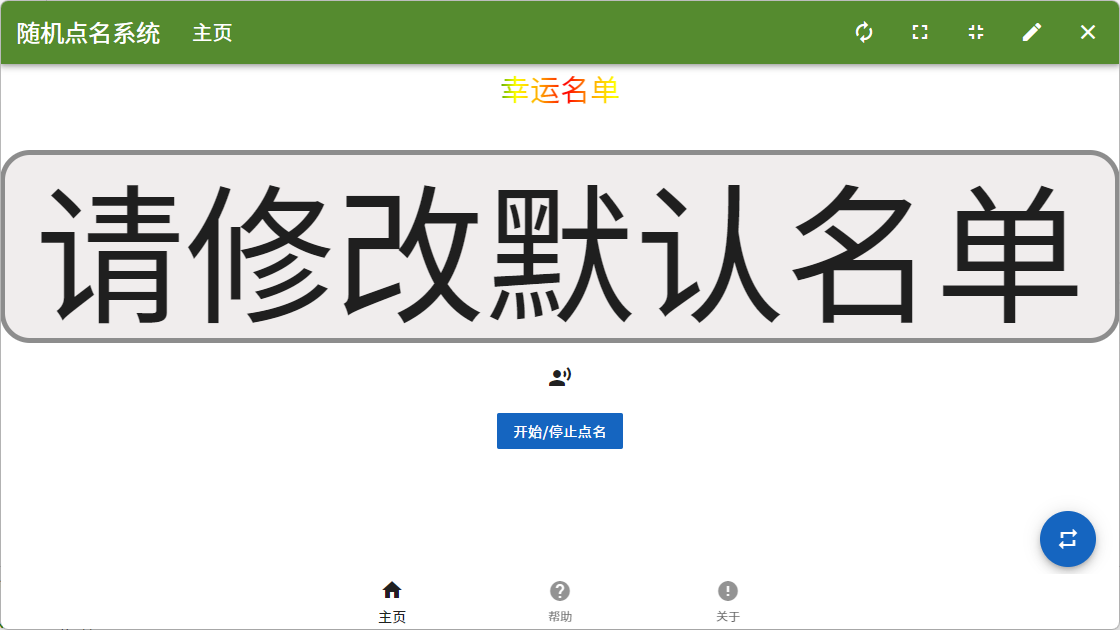 随机点名系统 主页
幸运名单
请修改默认名单
开始/停止点名
主页 帮助 关于